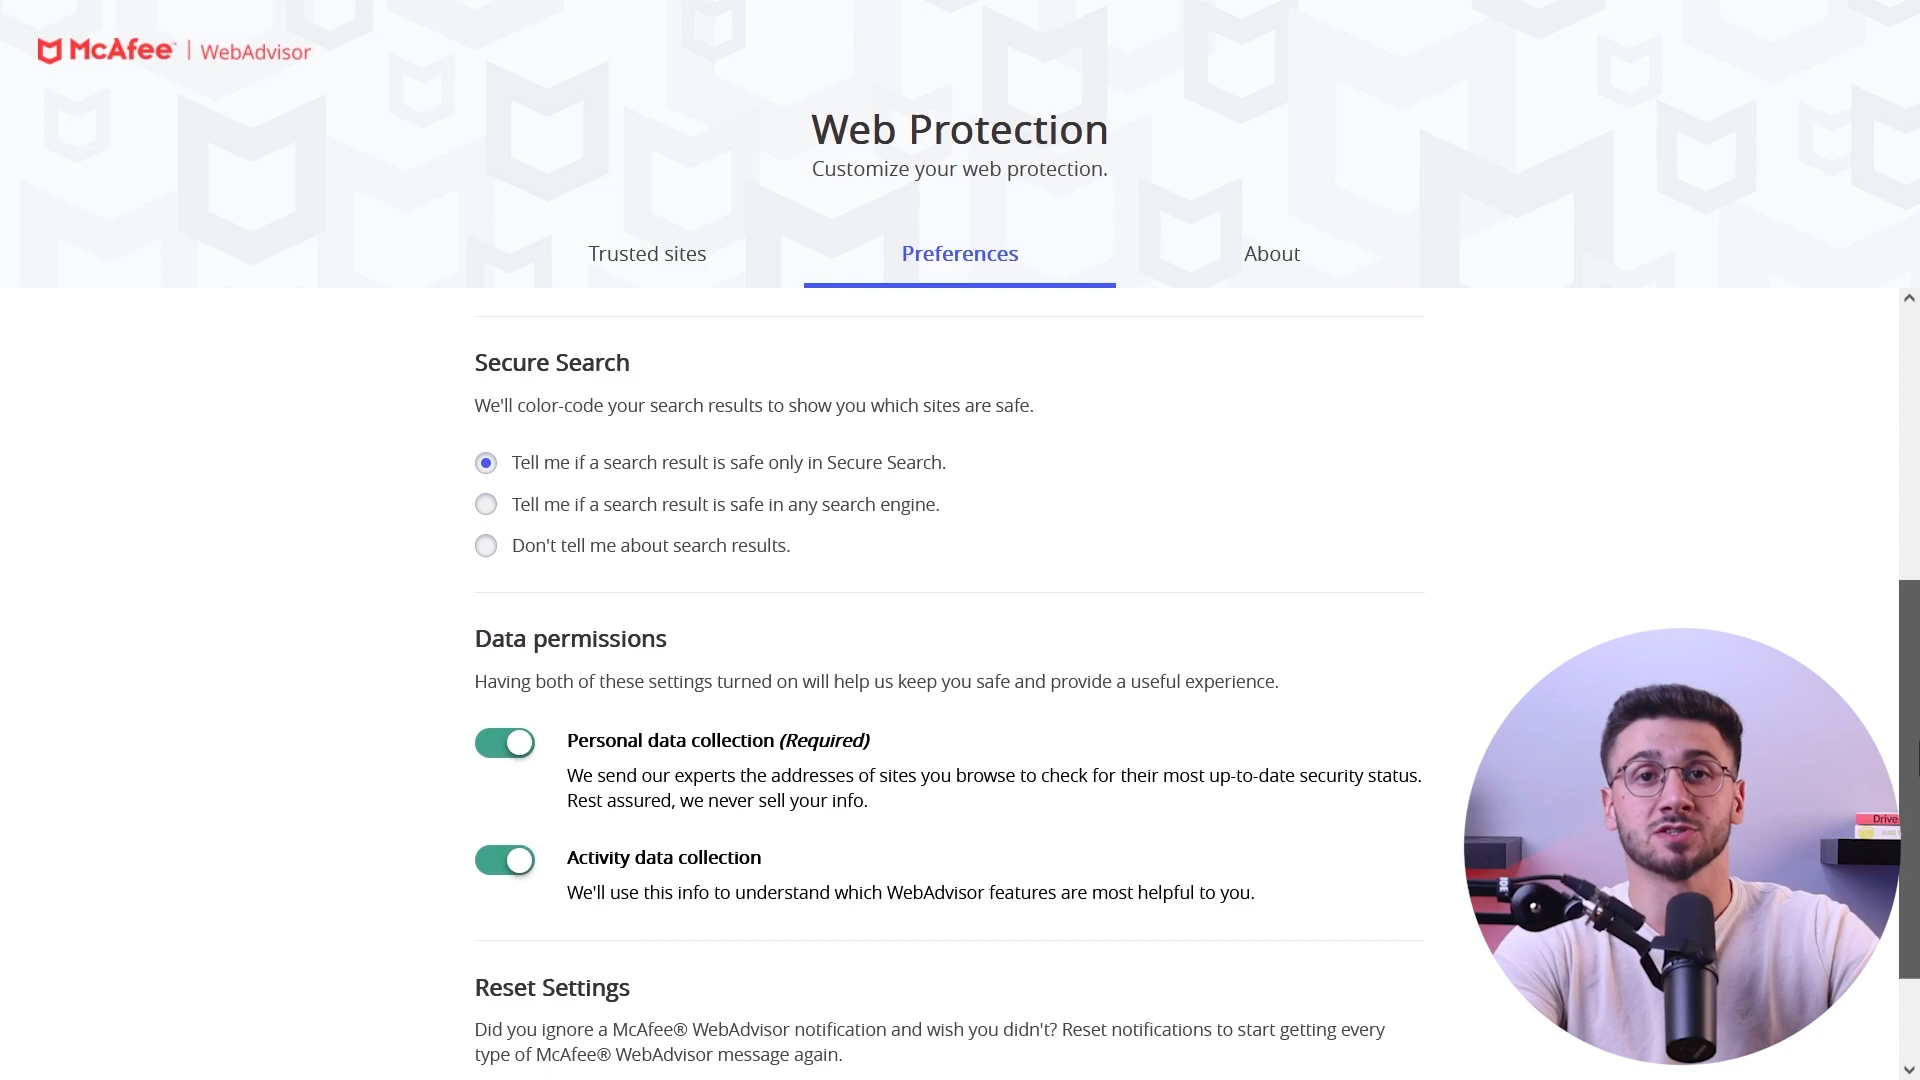 McAfee™ | WebAdvisor
Web Protection
Customize your web protection.
Trusted sites
Preferences
About
Secure Search
We'll color-code your search results to show you which sites are safe.
Tell me if a search result is safe only in Secure Search.
Tell me if a search result is safe in any search engine.
Don't tell me about search results.
Data permissions
Having both of these settings turned on will help us keep you safe and provide a useful experience.
Personal data collection (Required)
We send our experts the addresses of sites you browse to check for their most up-to-date security status.
Rest assured, we never sell your info.
Activity data collection
We'll use this info to understand which WebAdvisor features are most helpful to you.
Reset Settings
Did you ignore a McAfee® WebAdvisor notification and wish you didn't? Reset notifications to start getting every
type of McAfee® WebAdvisor message again.
Drive